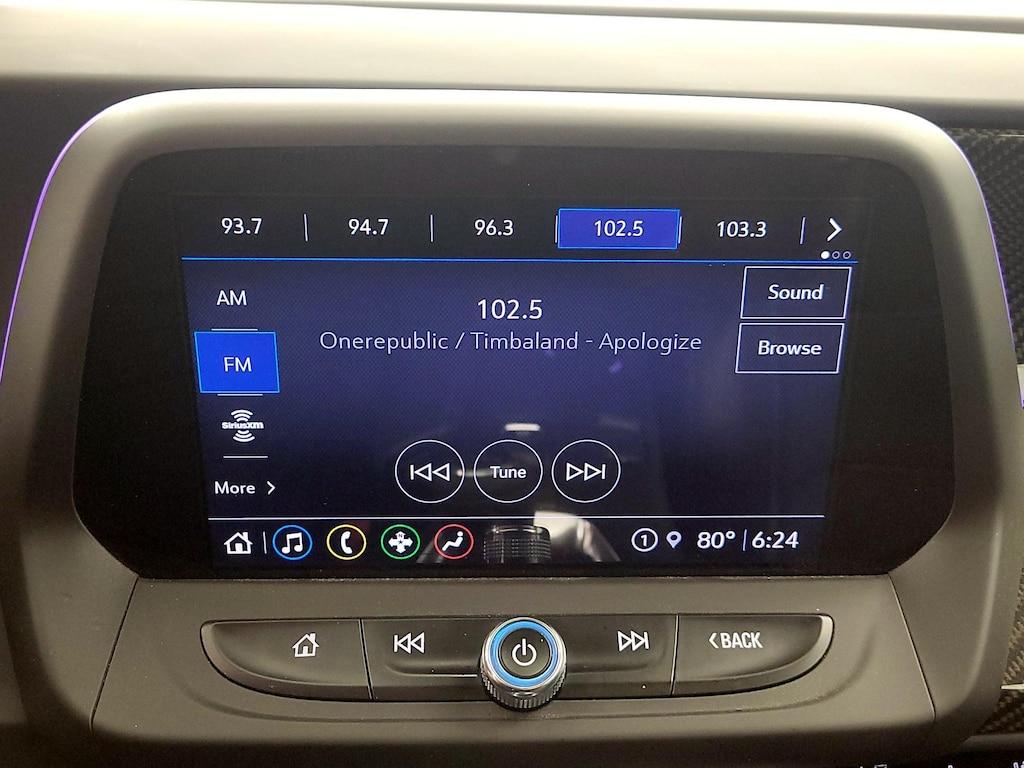 93.7 94.7 96.3 102.5 103.3
AM
102.5
Sound
Onerepublic / Timbaland - Apologize
Browse
FM
SiriusXM
Tune
More
1 80° 6:24
BACK